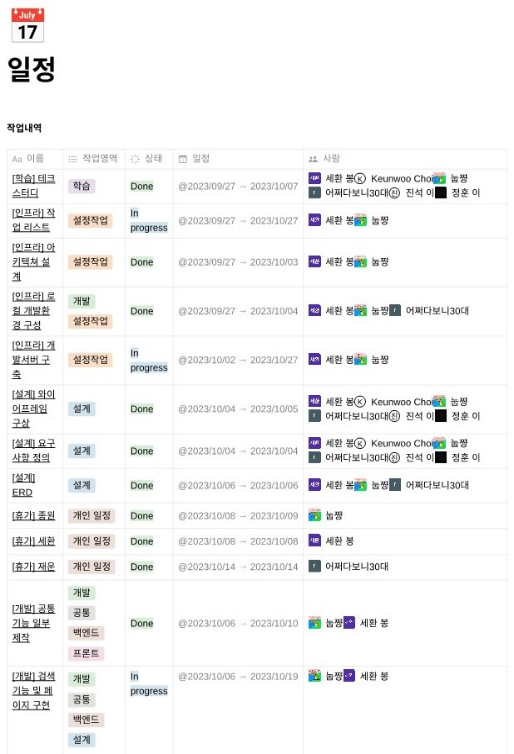 July
17
일정
작업내역
Aa 이름 작업영역 상태 일정 사람
[학습] 테크
스터디
학습
Done
@2023/09/27 → 2023/10/07
세환 봉 Ⓚ Keunwoo Choi 눕짱
어쩌다보니30대 ㉨ 진석 이 정훈 이
[인프라] 작
업 리스트
설정작업
In
progress
@2023/09/27 → 2023/10/27
세환 봉 눕짱
[인프라] 아
키텍쳐 설
계
설정작업
Done
@2023/09/27 → 2023/10/03
세환 봉 눕짱
[인프라] 로
컬 개발환
경 구성
개발
설정작업
Done
@2023/09/27 → 2023/10/04
세환 봉 눕짱 어쩌다보니30대
[인프라] 개
발서버 구
축
설정작업
In
progress
@2023/10/02 → 2023/10/27
세환 봉 눕짱
[설계] 와이
어프레임
구상
설계
Done
@2023/10/04 → 2023/10/05
세환 봉 Ⓚ Keunwoo Choi 눕짱
어쩌다보니30대 진석 이 정훈 이
[설계] 요구
사항 정의
설계
Done
@2023/10/04 → 2023/10/04
세환 봉 Ⓚ Keunwoo Choi 눕짱
어쩌다보니30대 진석 이 정훈 이
[설계]
ERD
설계
Done
@2023/10/06 → 2023/10/06
세환 봉 눕짱 어쩌다보니30대
[휴가] 종원
개인 일정
Done
@2023/10/08 → 2023/10/09
눕짱
[휴가] 세환
개인 일정
Done
@2023/10/08 → 2023/10/08
세환 봉
[휴가] 재운
개인 일정
Done
@2023/10/14 → 2023/10/14
어쩌다보니30대
[개발] 공통
기능 일부
제작
개발
공통
백엔드
프론트
Done
@2023/10/06 → 2023/10/10
눕짱 세환 봉
[개발] 검색
기능 및 페
이지 구현
개발
공통
백엔드
설계
In
progress
@2023/10/06 → 2023/10/19
눕짱 세환 봉